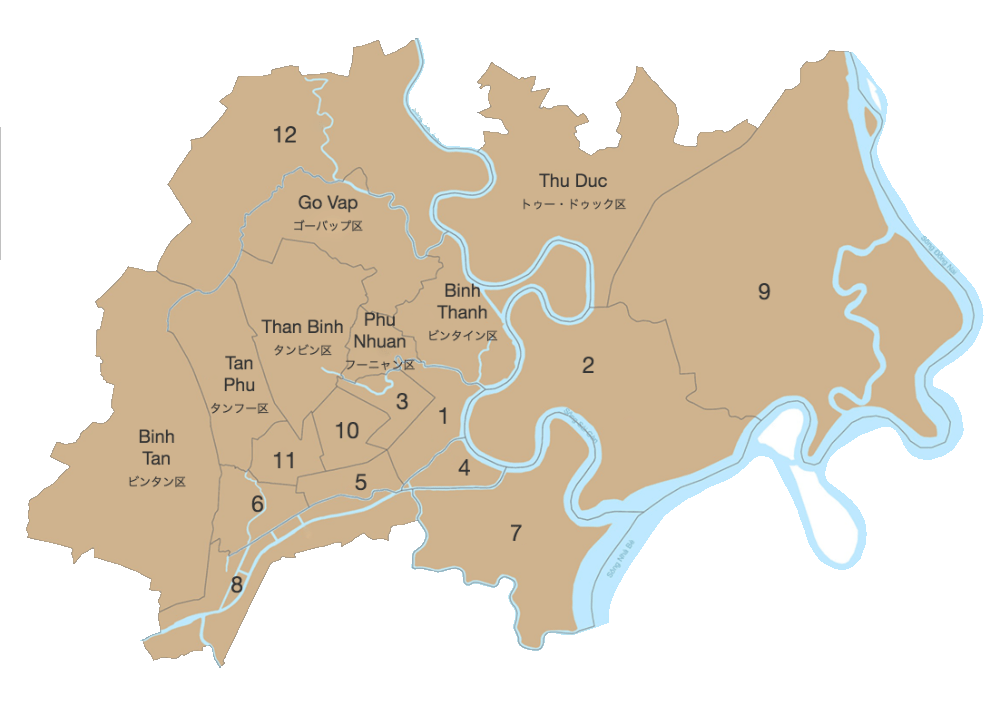 12
Thu Duc
トゥー・ドゥック区
Go Vap
ゴーバップ区
Sông Đồng Nai
9
Binh
Thanh
ビンタイン区
Than Binh
タンビン区
Phu
Nhuan
フーニャン区
Tan
Phu
タンフー区
2
3
1
10
Binh
Tan
ビンタン区
11
4
5
6
7
8
Sông Nhà Bè